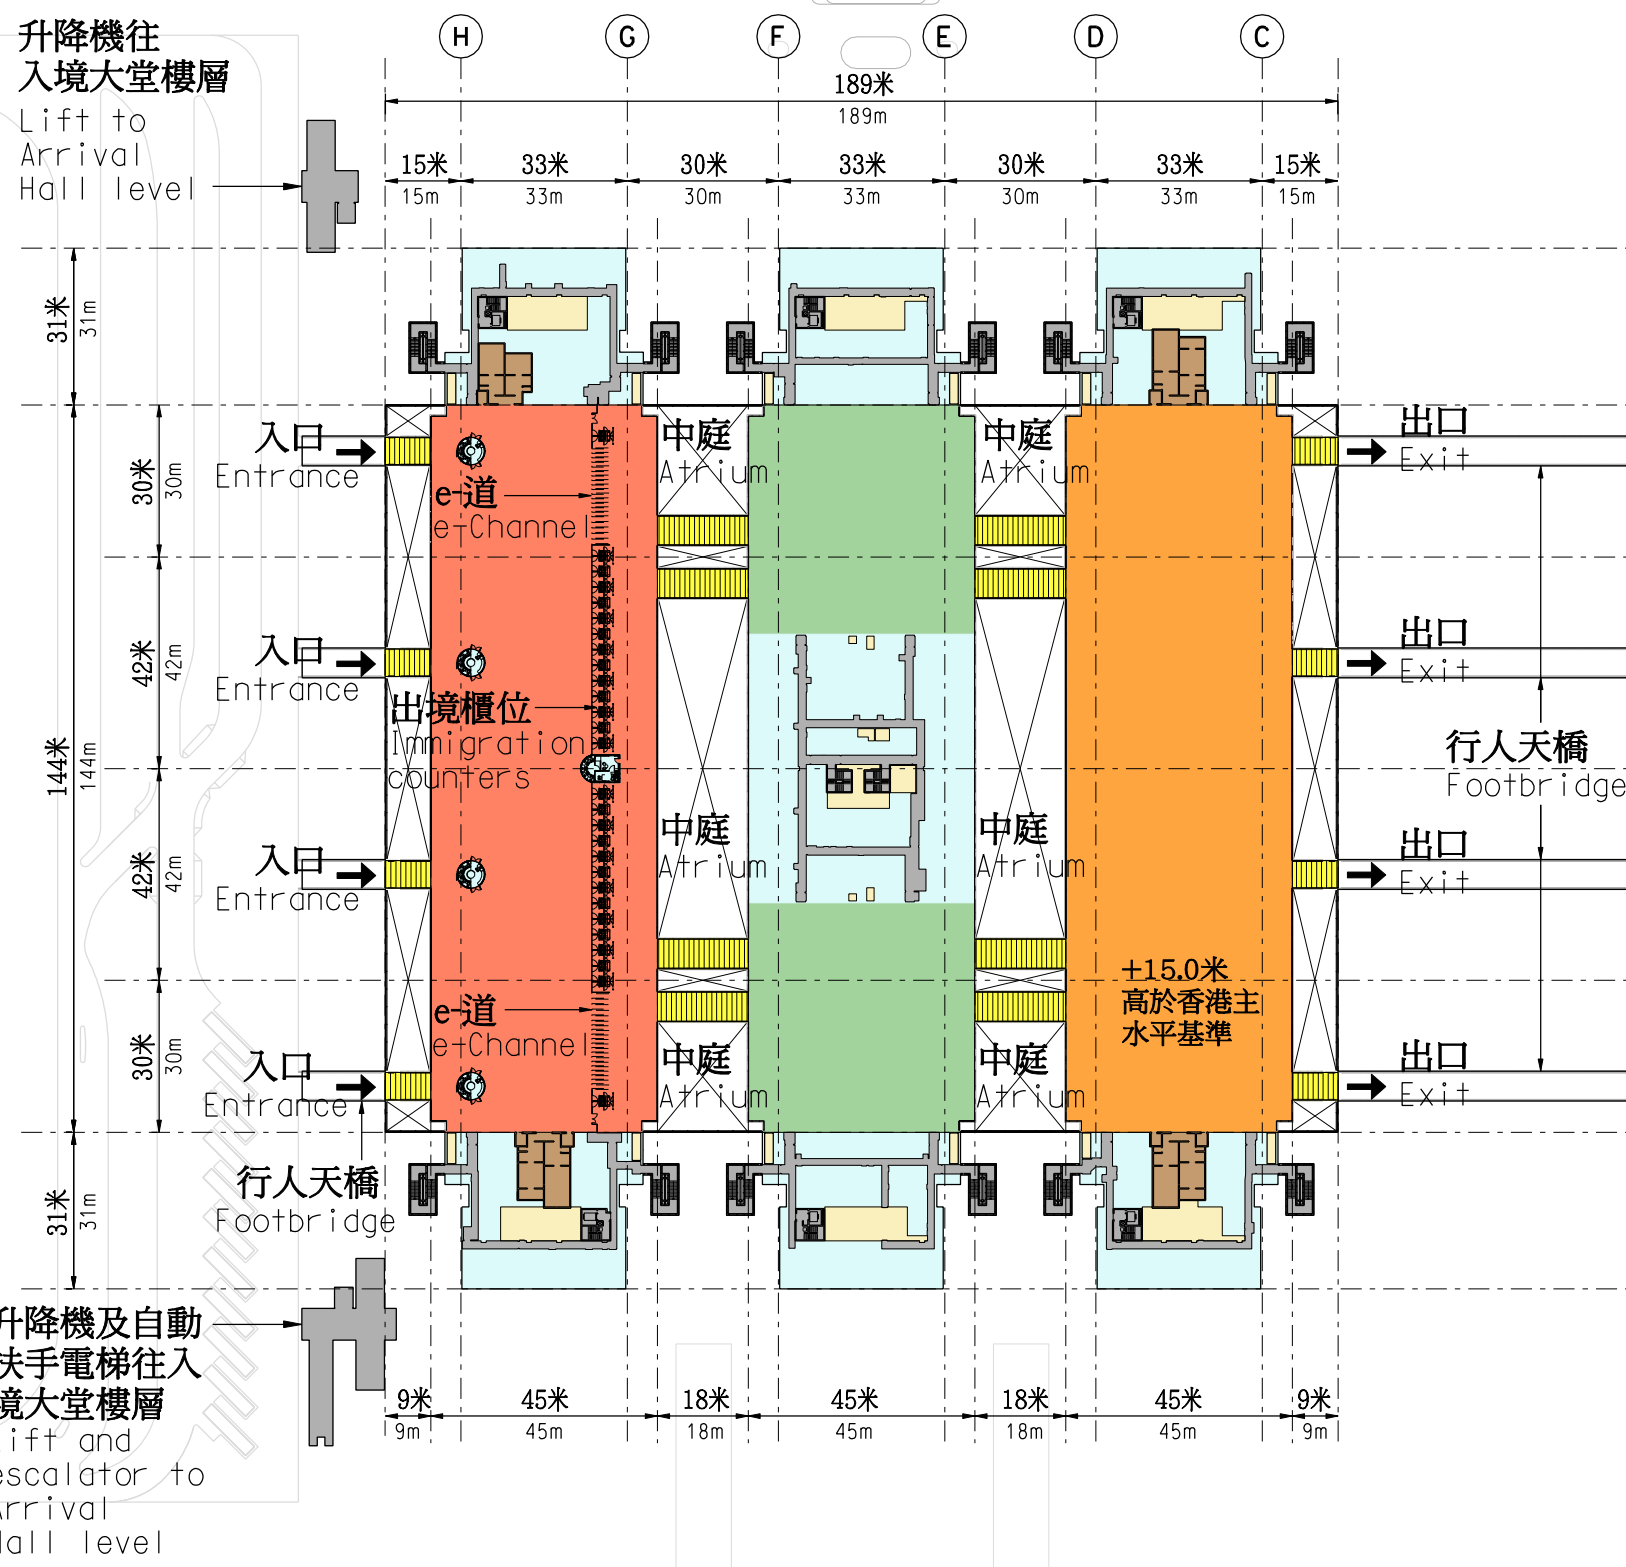 升降機往
入境大堂樓層
Lift to
Arrival
Hall level
H
G
F
E
D
C
189米
189m
15米
33米
30米
33米
30米
33米
15米
15m
33m
30m
33m
30m
33m
15m
31米
31m
144米
144m
31米
31m
30米
30m
42米
42m
42米
42m
30米
30m
入口
Entrance
入口
Entrance
入口
Entrance
入口
Entrance
e-道
e-Channel
出境櫃位
Immigration
counters
e-道
e-Channel
中庭
Atrium
中庭
Atrium
中庭
Atrium
中庭
Atrium
中庭
Atrium
中庭
Atrium
+15.0米
高於香港主
水平基準
出口
Exit
出口
Exit
出口
Exit
出口
Exit
行人天橋
Footbridge
行人天橋
Footbridge
升降機及自動
扶手電梯往入
境大堂樓層
Lift and
escalator to
Arrival
Hall level
9米
45米
18米
45米
18米
45米
9米
9m
45m
18m
45m
18m
45m
9m